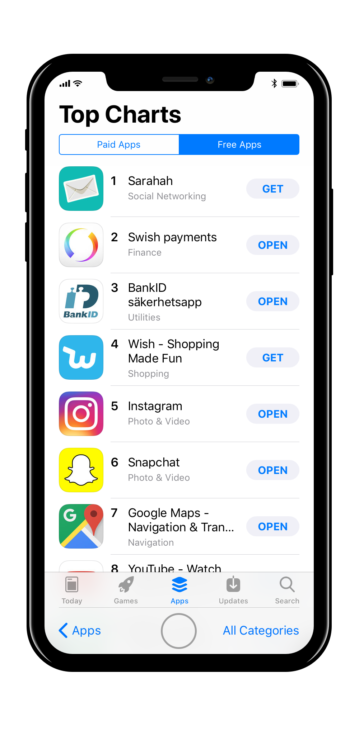 Top Charts
Paid Apps
Free Apps
1 Sarahah
Social Networking
GET
2 Swish payments
Finance
OPEN
BankID
3 BankID
säkerhetsapp
Utilities
OPEN
4 Wish - Shopping
Made Fun
Shopping
GET
5 Instagram
Photo & Video
OPEN
6 Snapchat
Photo & Video
OPEN
G
7 Google Maps -
Navigation & Tran...
Navigation
OPEN
8 YouTube - Watch
Today
Games
Apps
Updates
Search
Apps
All Categories